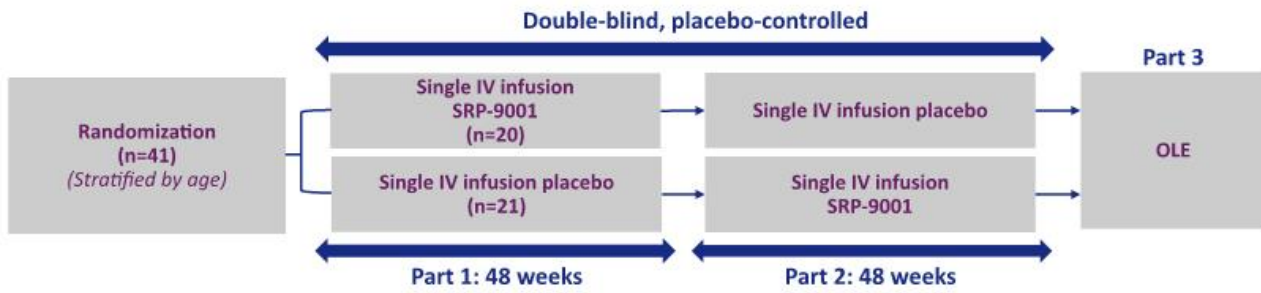 Double-blind, placebo-controlled
Part 3
Randomization
(n=41)
(Stratified by age)
Single IV infusion
SRP-9001
(n=20)
Single IV infusion placebo
Single IV infusion placebo
(n=21)
Single IV infusion
SRP-9001
OLE
Part 1: 48 weeks
Part 2: 48 weeks